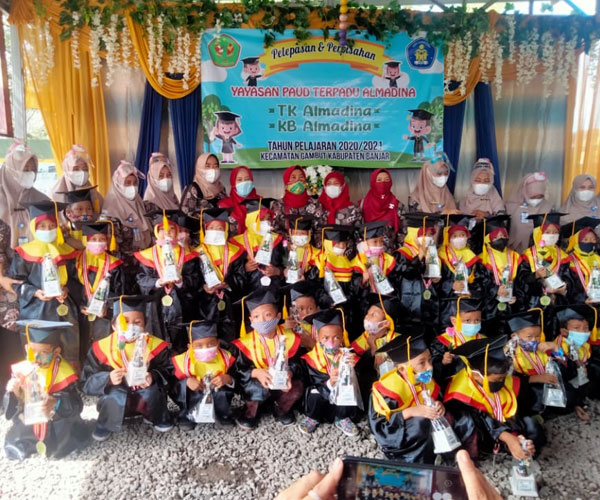 Pelepasan & Perpisahan
YAYASAN PAUD TERPADU ALMADINA
TK Almadina
KB Almadina
TAHUN PELAJARAN 2020/2021
KECAMATAN GAMBUT KABUPATEN BANJAR